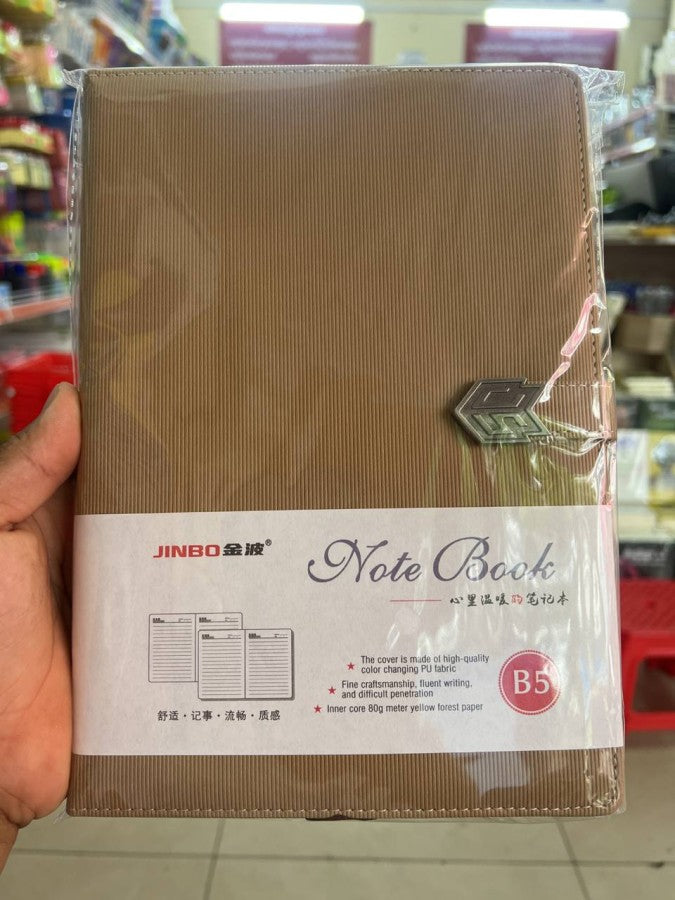 JINBO金波®
Note Book
心里温暖的笔记本
The cover is made of high-quality
color changing PU fabric
Fine craftsmanship, fluent writing,
and difficult penetration
Inner core 80g meter yellow forest paper
B5
舒适·记事·流畅·质感